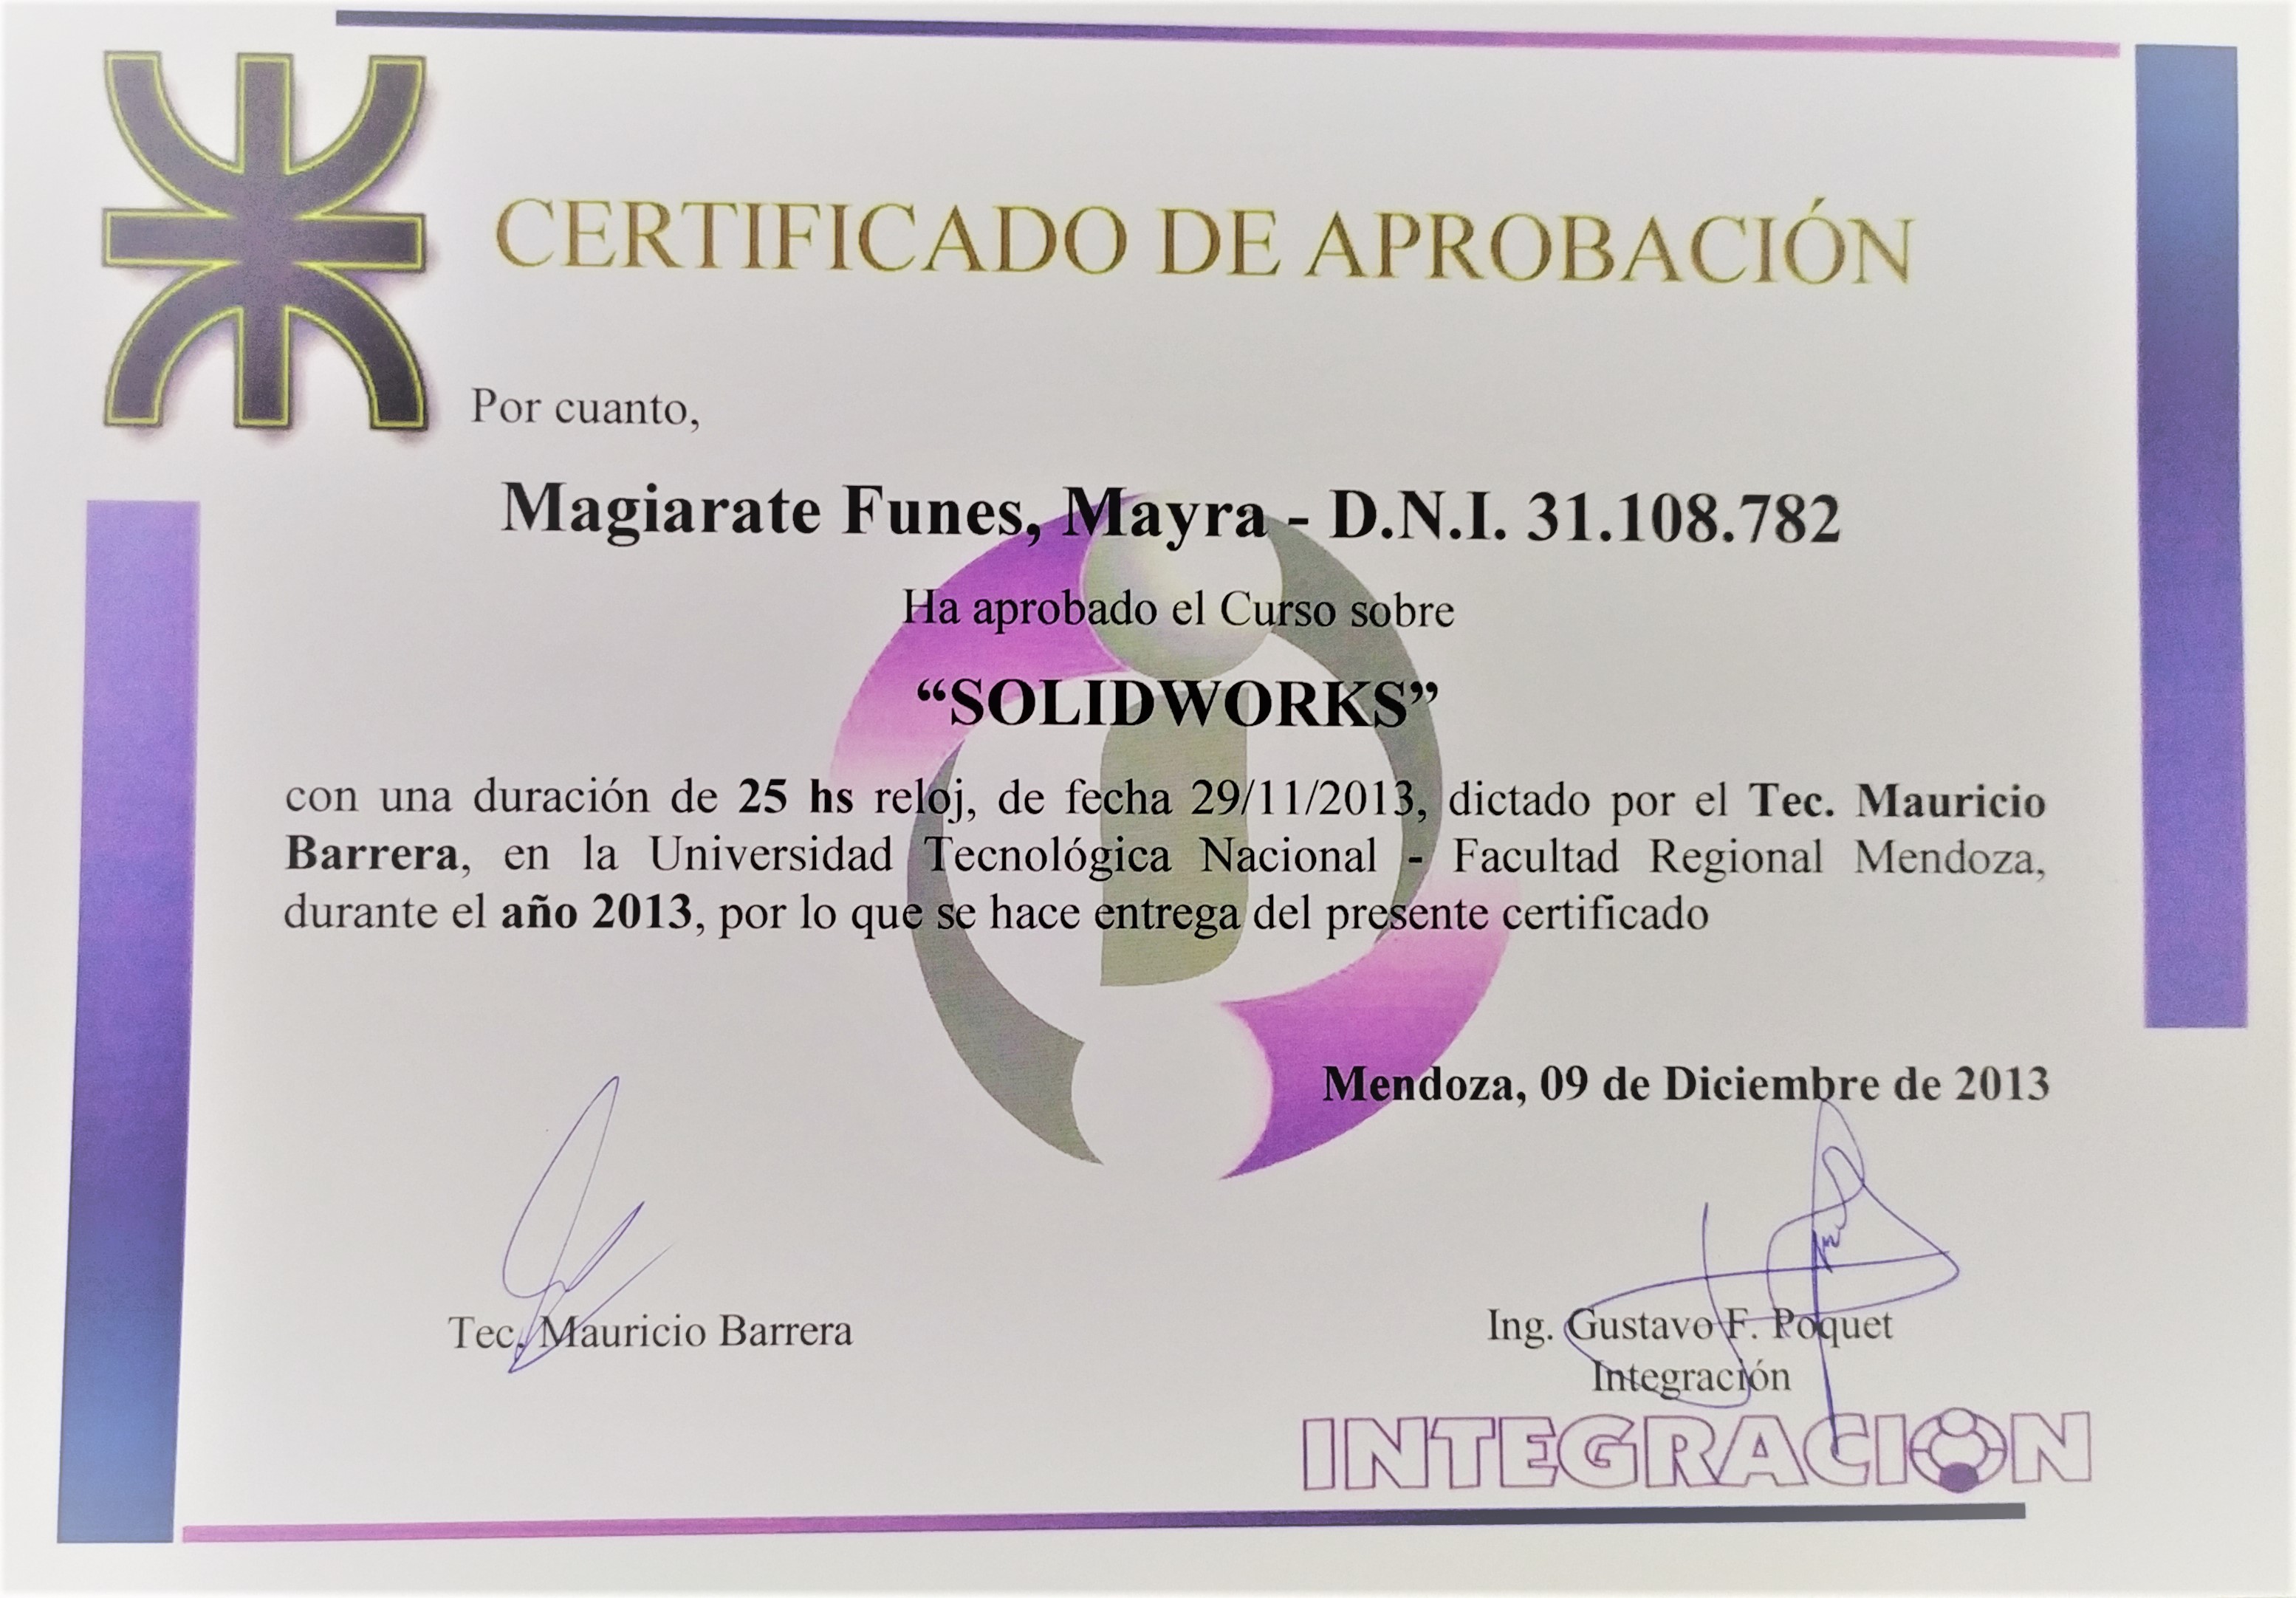 CERTIFICADO DE APROBACIÓN
Por cuanto,
Magiarate Funes, Mayra - D.N.I. 31.108.782
Ha aprobado el Curso sobre
“SOLIDWORKS”
con una duración de 25 hs reloj, de fecha 29/11/2013, dictado por el Tec. Mauricio
Barrera, en la Universidad Tecnológica Nacional - Facultad Regional Mendoza,
durante el año 2013, por lo que se hace entrega del presente certificado
Mendoza, 09 de Diciembre de 2013
Tec. Mauricio Barrera
Ing. Gustavo F. Poquet
Integración
INTEGRACIÓN